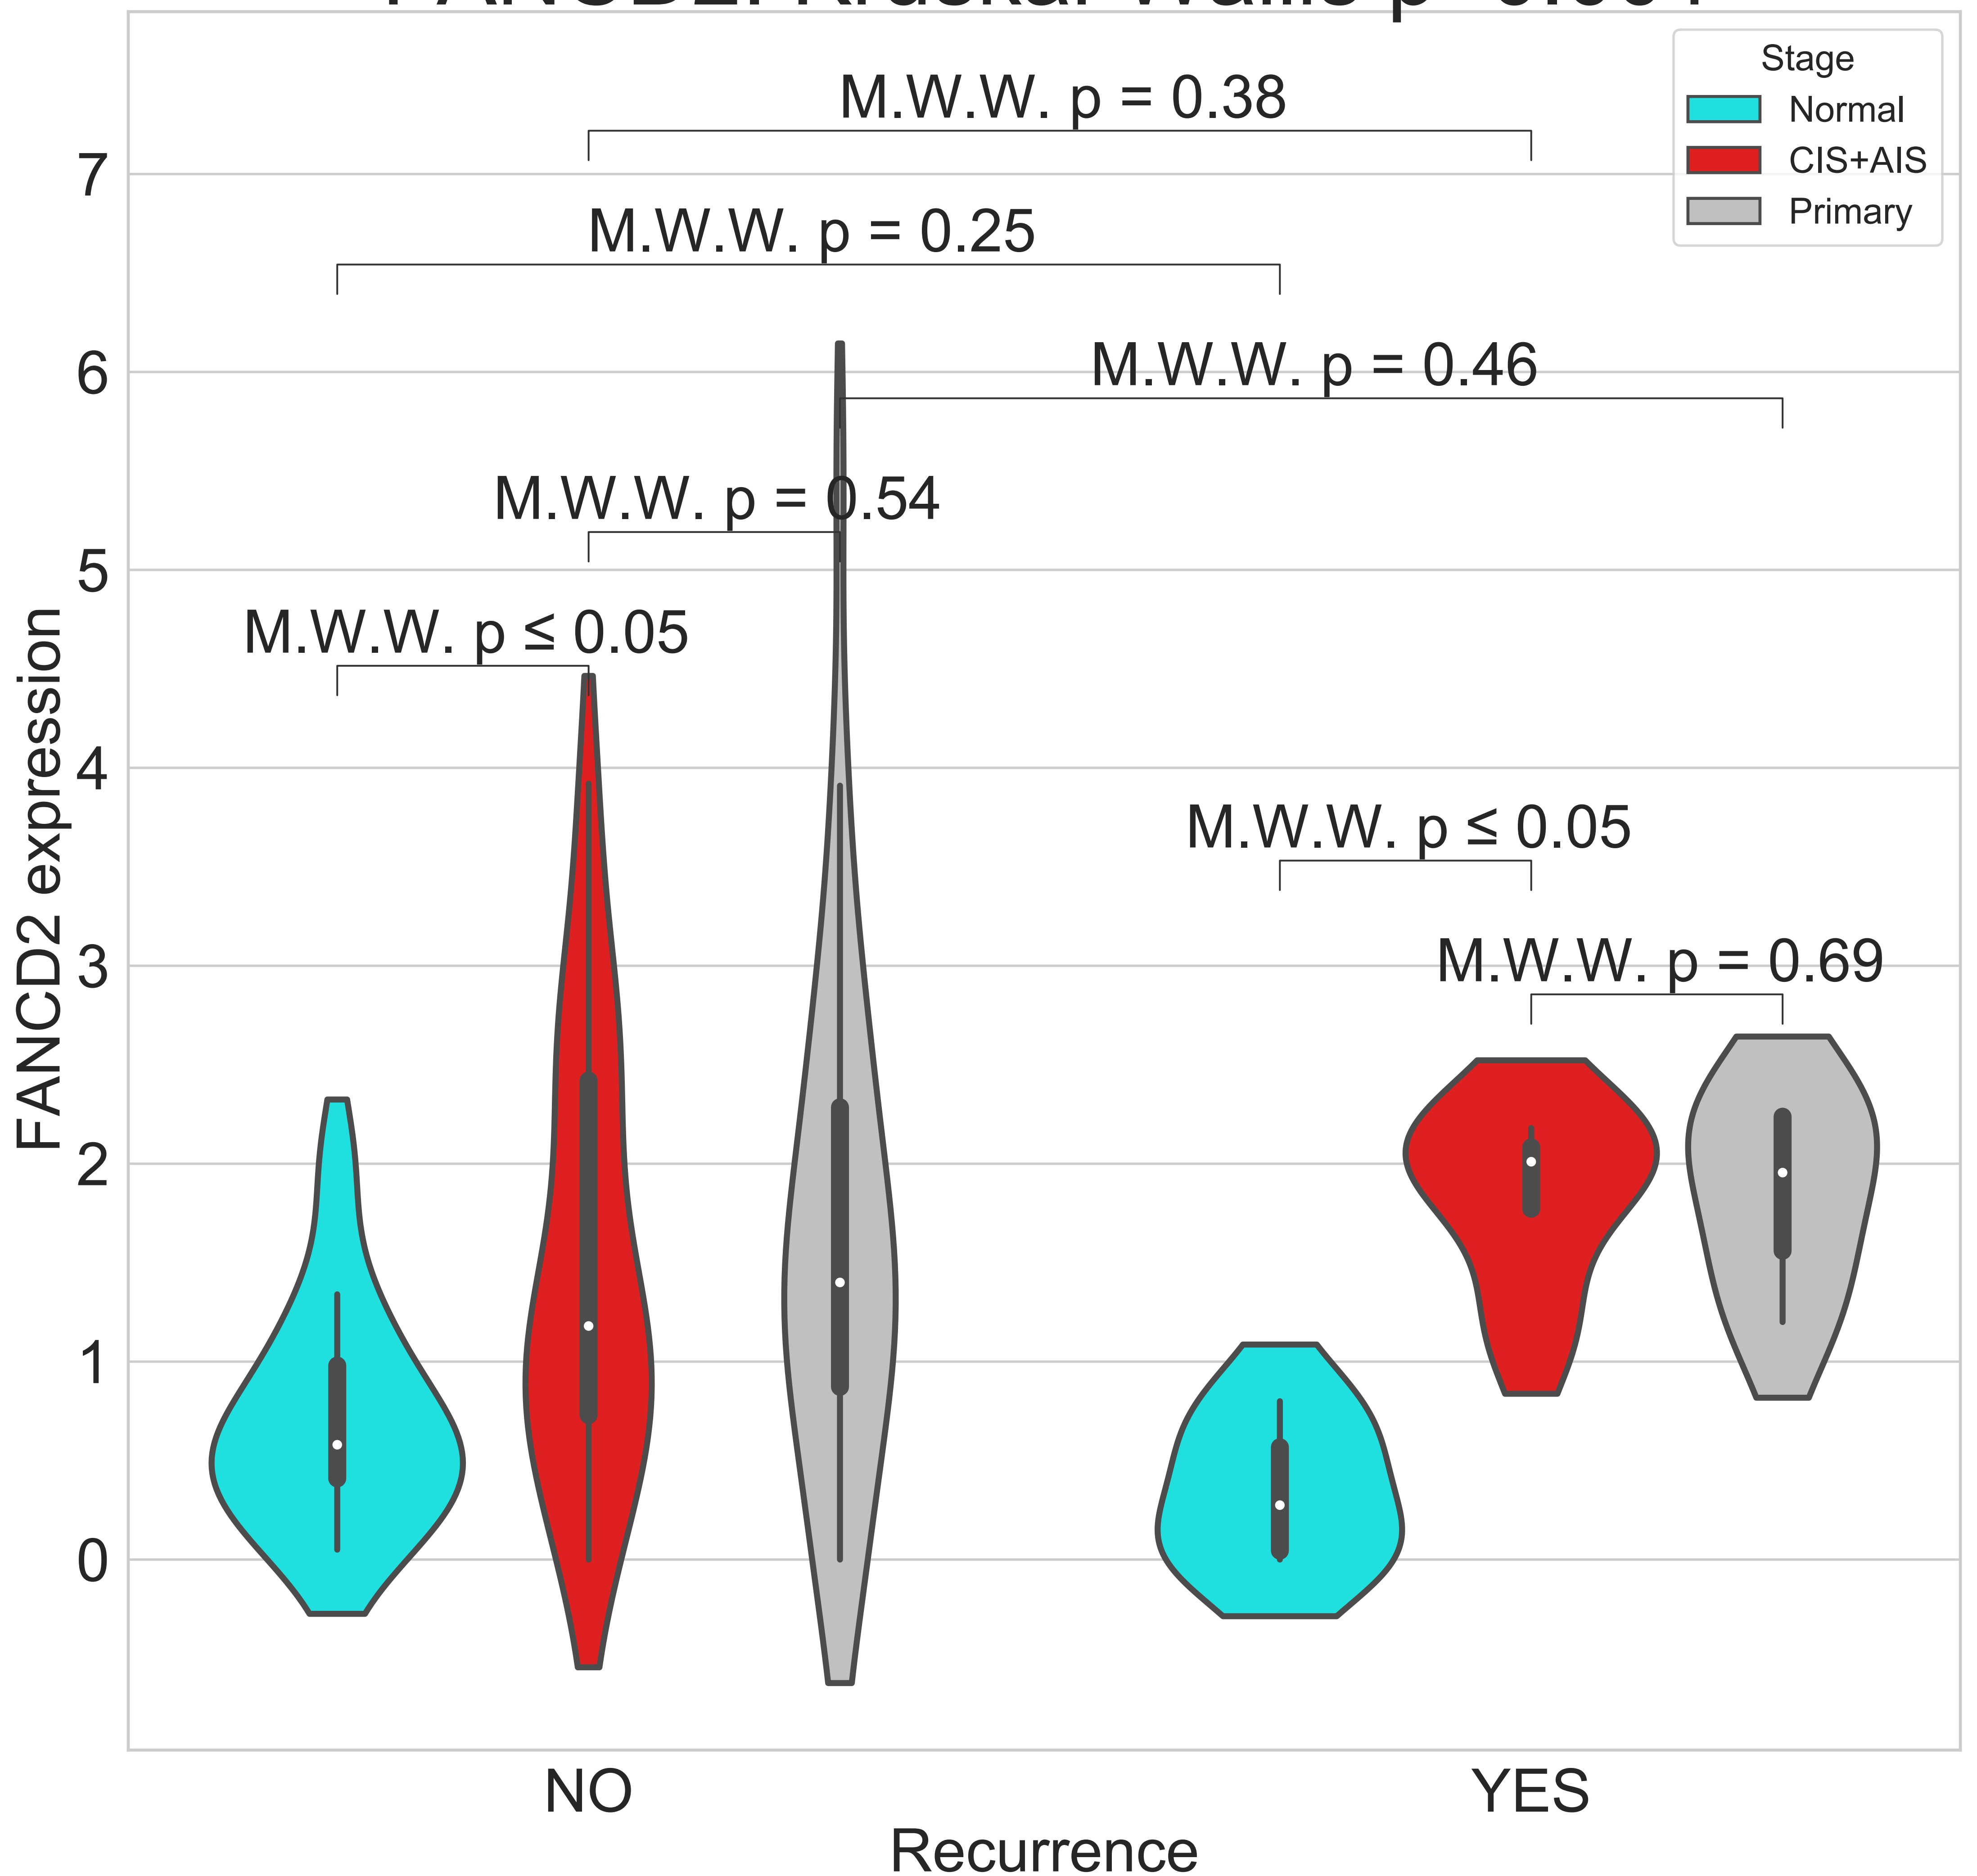 Stage
Normal
CIS+AIS
Primary
M.W.W. p = 0.38
M.W.W. p = 0.25
M.W.W. p = 0.46
M.W.W. p = 0.54
M.W.W. p ≤ 0.05
M.W.W. p ≤ 0.05
M.W.W. p = 0.69
7
6
5
4
3
2
1
0
FANCD2 expression
NO
YES
Recurrence